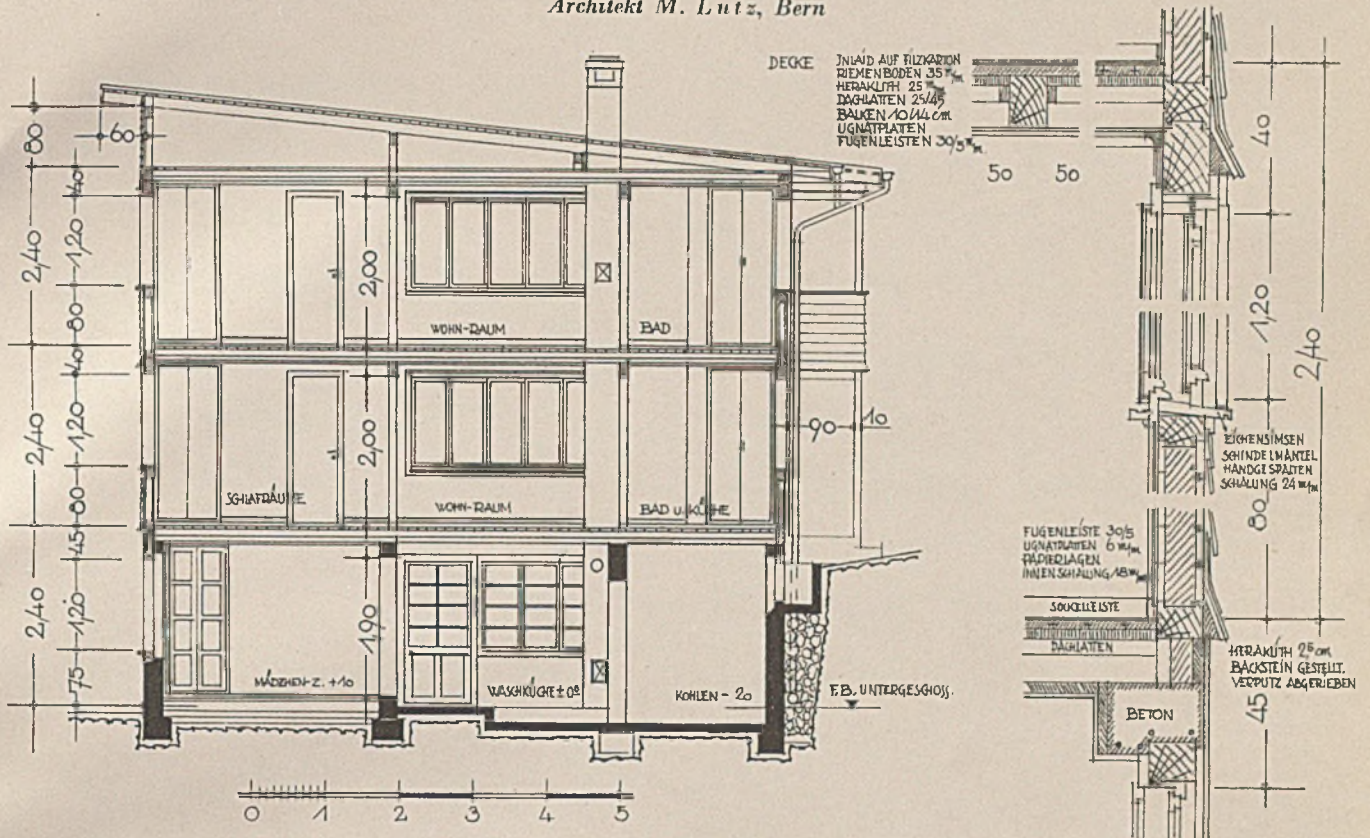 Architekt M. Lutz, Bern
DECKE
INLAID AUF FILZKARTON
RIEMENBODEN 35 m/m
HERAKLITH 25 m/m
DACHLATTEN 25/45
BALKEN 10/14 cm
UGNATPLATEN
FUGENLEISTEN 30/5 m/m
50 50
80
60
2,40
40
1,20
80
2,40
40
1,20
80
2,40
45
1,20
75
2,00
WOHN-RAUM
BAD
2,00
SCHLAFRÄUME
WOHN-RAUM
BAD U. KÜCHE
90
10
1,90
MÄDCHEN-Z. +10
WASCHKÜCHE ± 0º
KOHLEN - 20
F.B. UNTERGESCHOSS.
0 1 2 3 4 5
40
1,20
2,40
80
45
EICHENSIMSEN
SCHINDELMANTEL
HANDGESPALTEN
SCHALUNG 24 m/m
FUGENLEISTE 30/5
UGNATPLATTEN 6 m/m
PAPIERLAGEN
INNENSCHALUNG 18 m/m
SOCKELLEISTE
DACHLATTEN
HERAKLITH 2,5 cm
BACKSTEIN GESTELLT.
VERPUTZ ABGERIEBEN
BETON